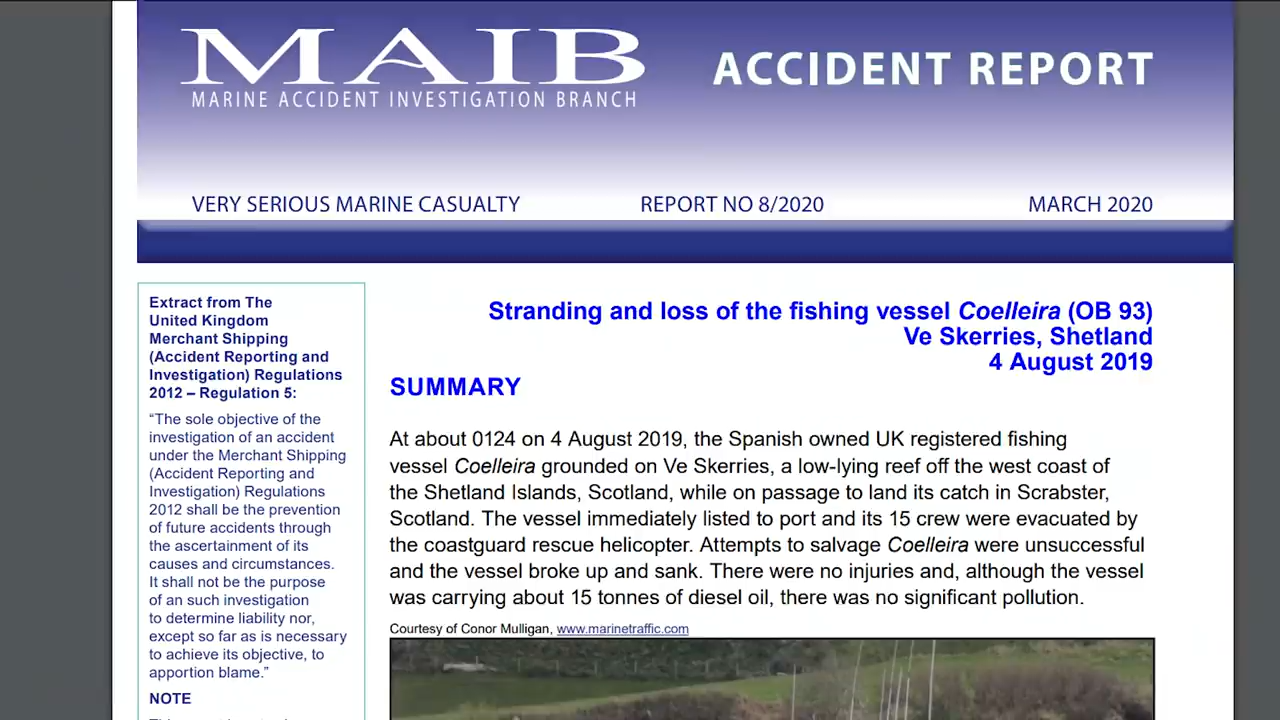 MAIB
MARINE ACCIDENT INVESTIGATION BRANCH
ACCIDENT REPORT
VERY SERIOUS MARINE CASUALTY
REPORT NO 8/2020
MARCH 2020
Extract from The
United Kingdom
Merchant Shipping
(Accident Reporting and
Investigation) Regulations
2012 – Regulation 5:
“The sole objective of the
investigation of an accident
under the Merchant Shipping
(Accident Reporting and
Investigation) Regulations
2012 shall be the prevention
of future accidents through
the ascertainment of its
causes and circumstances.
It shall not be the purpose
of an such investigation
to determine liability nor,
except so far as is necessary
to achieve its objective, to
apportion blame.”
NOTE
Stranding and loss of the fishing vessel Coelleira (OB 93)
Ve Skerries, Shetland
4 August 2019
SUMMARY
At about 0124 on 4 August 2019, the Spanish owned UK registered fishing
vessel Coelleira grounded on Ve Skerries, a low-lying reef off the west coast of
the Shetland Islands, Scotland, while on passage to land its catch in Scrabster,
Scotland. The vessel immediately listed to port and its 15 crew were evacuated by
the coastguard rescue helicopter. Attempts to salvage Coelleira were unsuccessful
and the vessel broke up and sank. There were no injuries and, although the vessel
was carrying about 15 tonnes of diesel oil, there was no significant pollution.
Courtesy of Conor Mulligan, www.marinetraffic.com